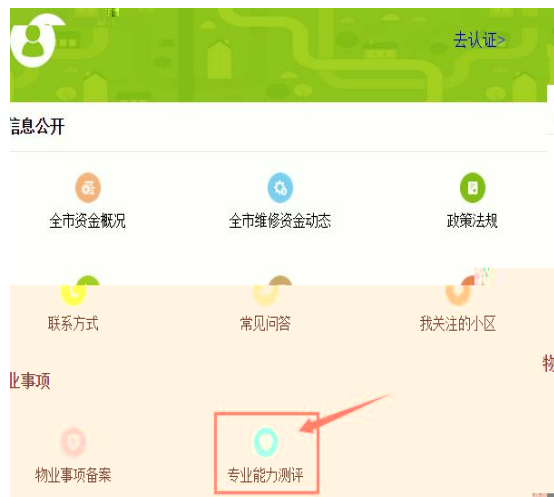 去认证>
信息公开
全市资金概况 全市维修资金动态 政策法规
联系方式 常见问答 我关注的小区
物
业事项
物业事项备案 专业能力测评